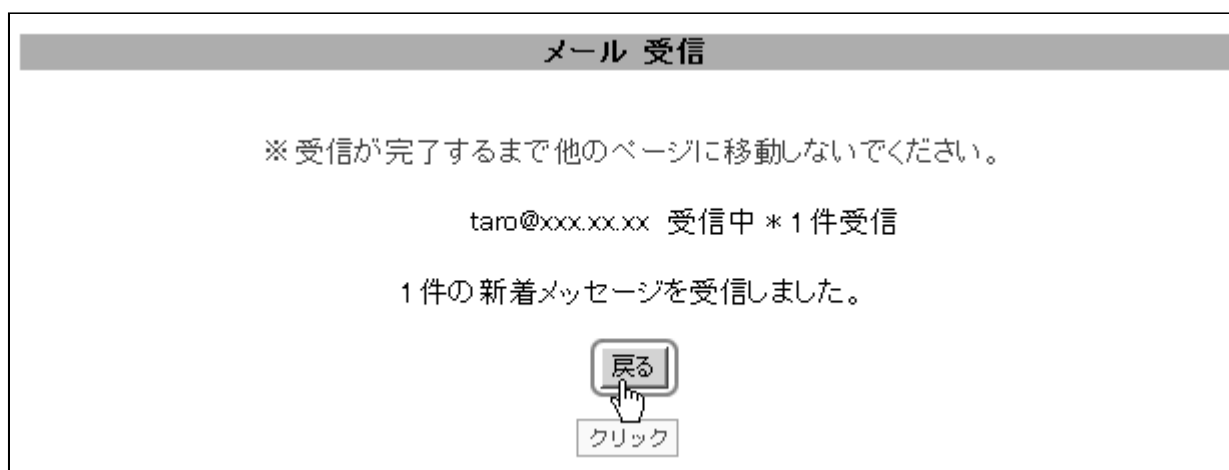 メール 受信
※受信が完了するまで他のページに移動しないでください。
taro@xxx.xx.xx 受信中 * 1 件受信
1 件の新着メッセージを受信しました。
戻る
クリック